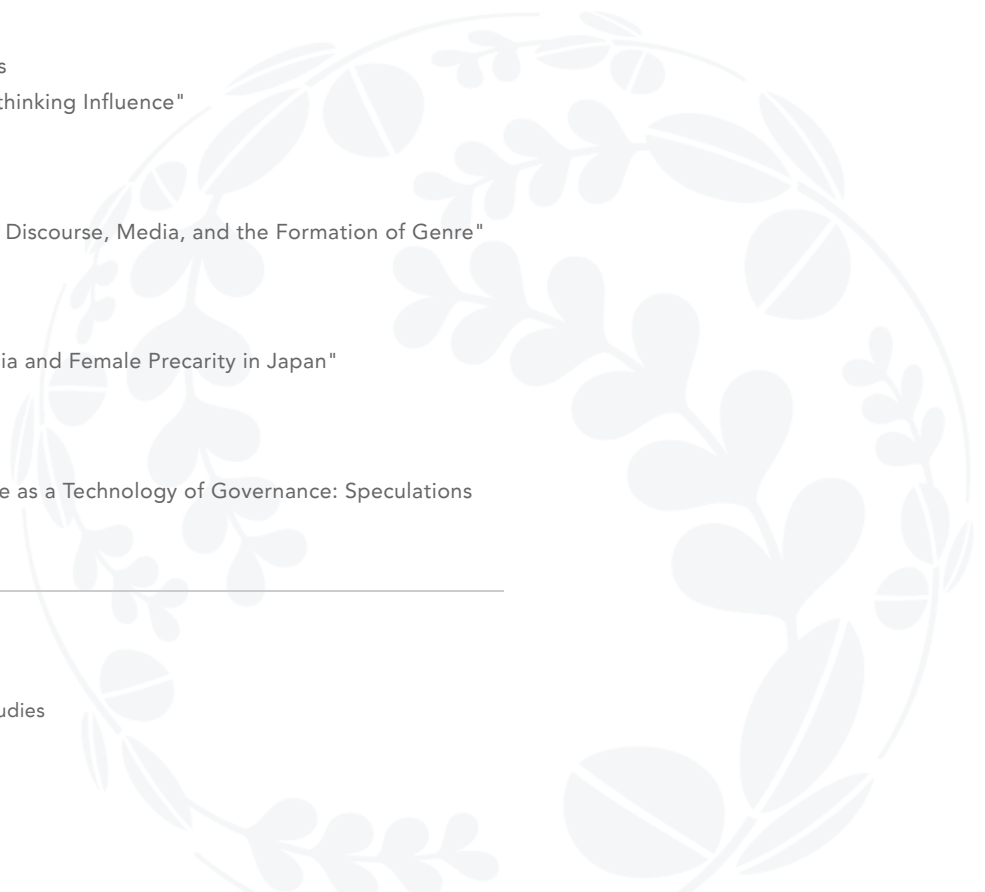 s
thinking Influence"
Discourse, Media, and the Formation of Genre"
ia and Female Precarity in Japan"
e as a Technology of Governance: Speculations
udies